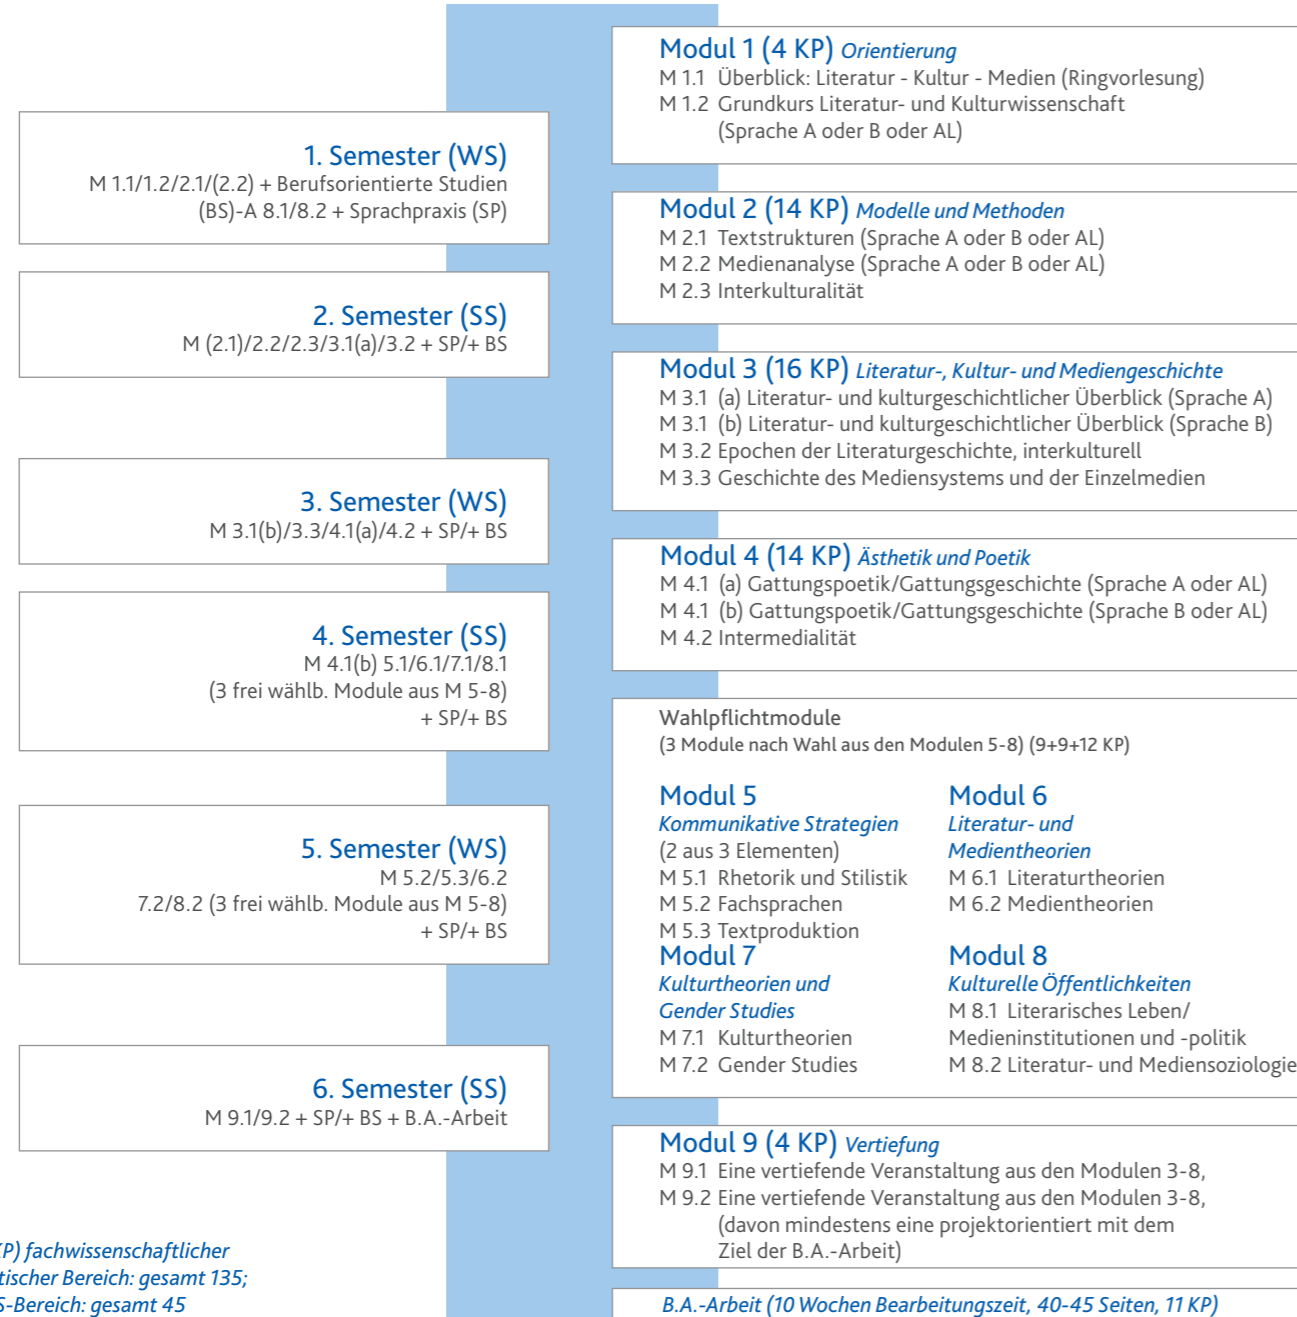 1. Semester (WS)
M 1.1/1.2/2.1/(2.2) + Berufsorientierte Studien
(BS)-A 8.1/8.2 + Sprachpraxis (SP)
2. Semester (SS)
M (2.1)/2.2/2.3/3.1(a)/3.2 + SP/+ BS
3. Semester (WS)
M 3.1(b)/3.3/4.1(a)/4.2 + SP/+ BS
4. Semester (SS)
M 4.1(b) 5.1/6.1/7.1/8.1
(3 frei wählb. Module aus M 5-8)
+ SP/+ BS
5. Semester (WS)
M 5.2/5.3/6.2
7.2/8.2 (3 frei wählb. Module aus M 5-8)
+ SP/+ BS
6. Semester (SS)
M 9.1/9.2 + SP/+ BS + B.A.-Arbeit
KP) fachwissenschaftlicher
tischer Bereich: gesamt 135;
S-Bereich: gesamt 45
Modul 1 (4 KP) Orientierung
M 1.1 Überblick: Literatur - Kultur - Medien (Ringvorlesung)
M 1.2 Grundkurs Literatur- und Kulturwissenschaft
(Sprache A oder B oder AL)
Modul 2 (14 KP) Modelle und Methoden
M 2.1 Textstrukturen (Sprache A oder B oder AL)
M 2.2 Medienanalyse (Sprache A oder B oder AL)
M 2.3 Interkulturalität
Modul 3 (16 KP) Literatur-, Kultur- und Mediengeschichte
M 3.1 (a) Literatur- und kulturgeschichtlicher Überblick (Sprache A)
M 3.1 (b) Literatur- und kulturgeschichtlicher Überblick (Sprache B)
M 3.2 Epochen der Literaturgeschichte, interkulturell
M 3.3 Geschichte des Mediensystems und der Einzelmedien
Modul 4 (14 KP) Ästhetik und Poetik
M 4.1 (a) Gattungspoetik/Gattungsgeschichte (Sprache A oder AL)
M 4.1 (b) Gattungspoetik/Gattungsgeschichte (Sprache B oder AL)
M 4.2 Intermedialität
Wahlpflichtmodule
(3 Module nach Wahl aus den Modulen 5-8) (9+9+12 KP)
Modul 5
Kommunikative Strategien
(2 aus 3 Elementen)
M 5.1 Rhetorik und Stilistik
M 5.2 Fachsprachen
M 5.3 Textproduktion
Modul 6
Literatur- und
Medientheorien
M 6.1 Literaturtheorien
M 6.2 Medientheorien
Modul 7
Kulturtheorien und
Gender Studies
M 7.1 Kulturtheorien
M 7.2 Gender Studies
Modul 8
Kulturelle Öffentlichkeiten
M 8.1 Literarisches Leben/
Medieninstitutionen und -politik
M 8.2 Literatur- und Mediensoziologie
Modul 9 (4 KP) Vertiefung
M 9.1 Eine vertiefende Veranstaltung aus den Modulen 3-8,
M 9.2 Eine vertiefende Veranstaltung aus den Modulen 3-8,
(davon mindestens eine projektorientiert mit dem
Ziel der B.A.-Arbeit)
B.A.-Arbeit (10 Wochen Bearbeitungszeit, 40-45 Seiten, 11 KP)